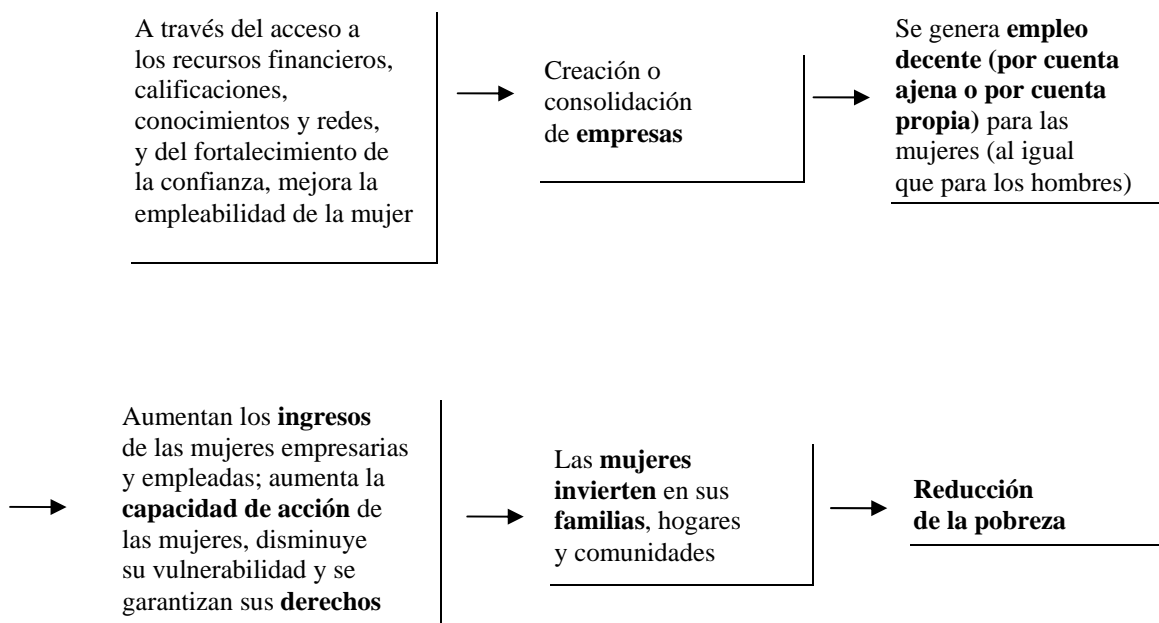 A través del acceso a
los recursos financieros,
calificaciones,
conocimientos y redes,
y del fortalecimiento de
la confianza, mejora la
empleabilidad de la mujer
Creación o
consolidación
de empresas
Se genera empleo
decente (por cuenta
ajena o por cuenta
propia) para las
mujeres (al igual
que para los hombres)
Aumentan los ingresos
de las mujeres empresarias
y empleadas; aumenta la
capacidad de acción de
las mujeres, disminuye
su vulnerabilidad y se
garantizan sus derechos
Las mujeres
invierten en sus
familias, hogares
y comunidades
Reducción
de la pobreza